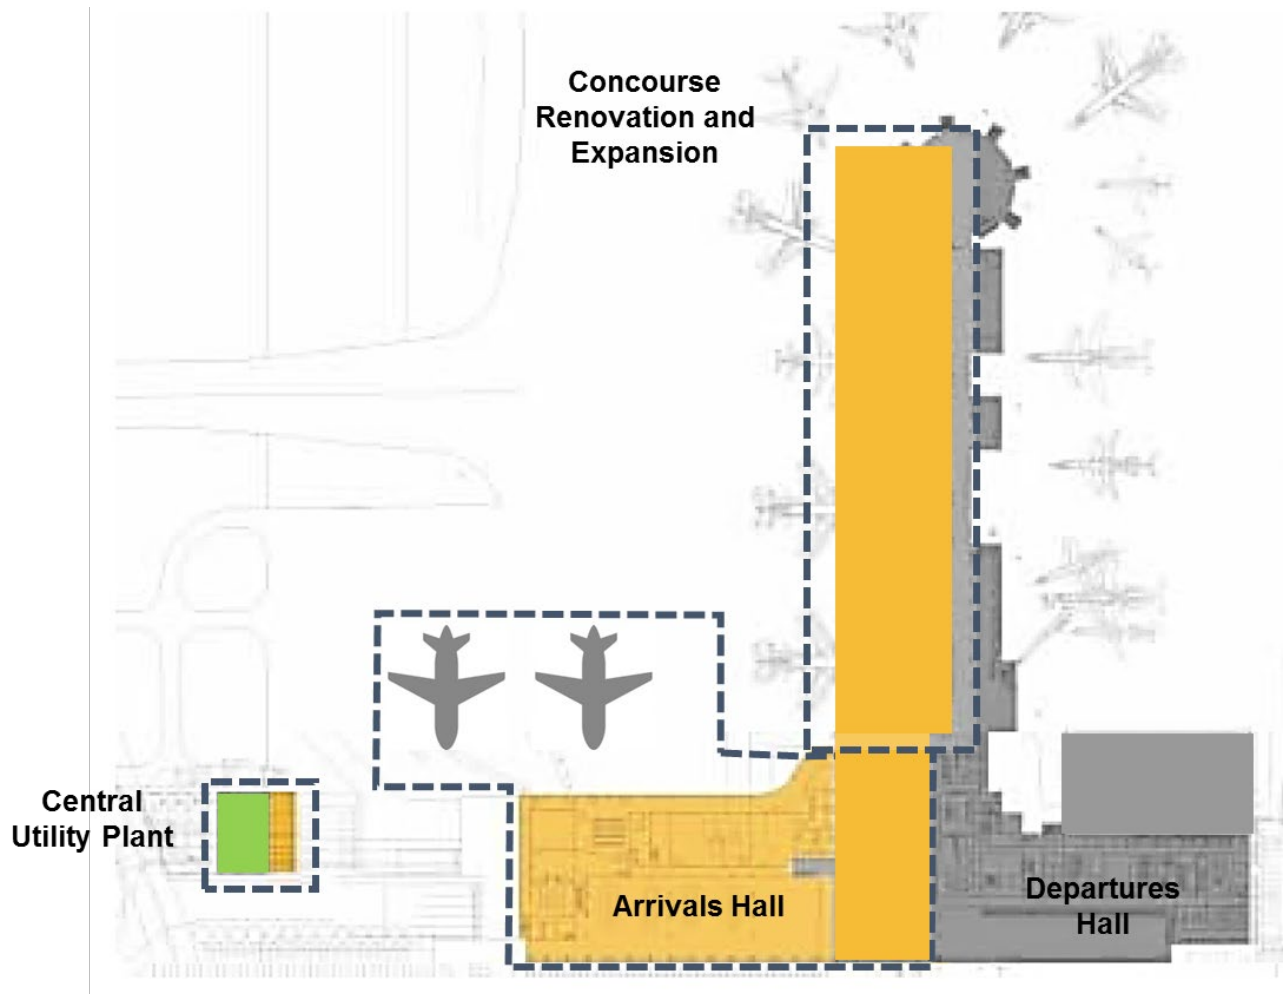 Concourse
Renovation and
Expansion
Central
Utility Plant
Arrivals Hall
Departures
Hall